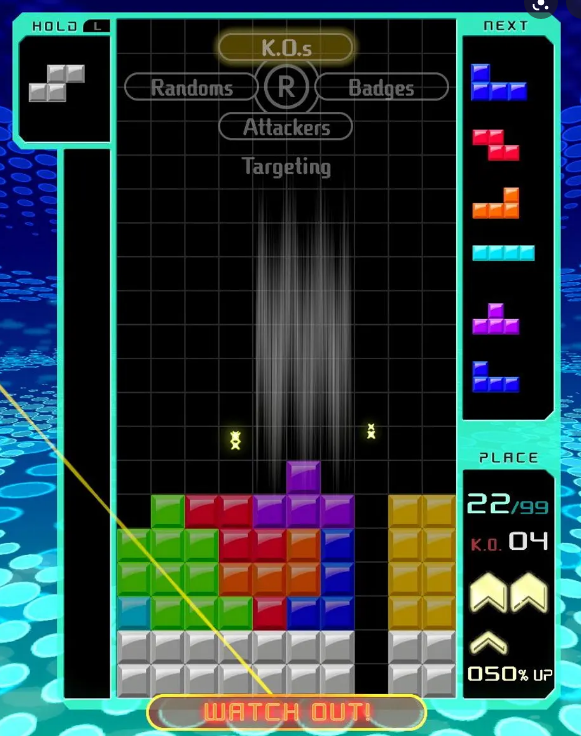 HOLD L
NEXT
K.O.s
Randoms R Badges
Attackers
Targeting
PLACE
22/99
K.O. 04
050% UP
WATCH OUT!